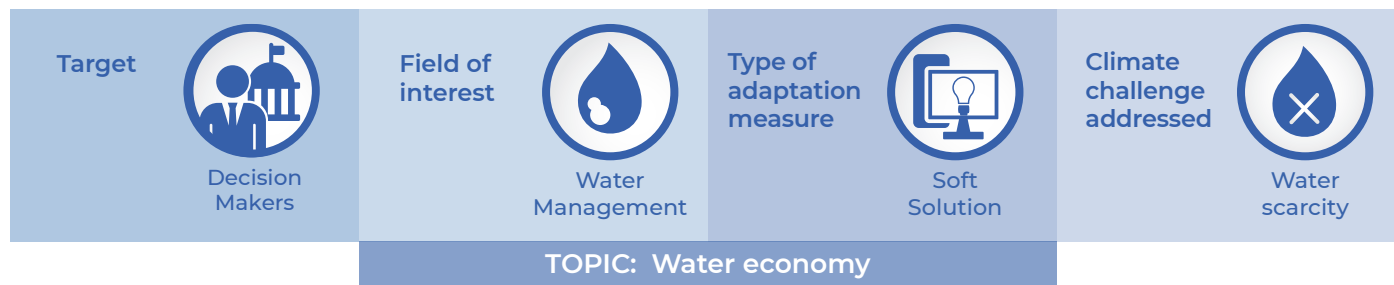 Target
Decision
Makers
Field of
interest
Water
Management
Type of
adaptation
measure
Soft
Solution
Climate
challenge
addressed
Water
scarcity
TOPIC: Water economy